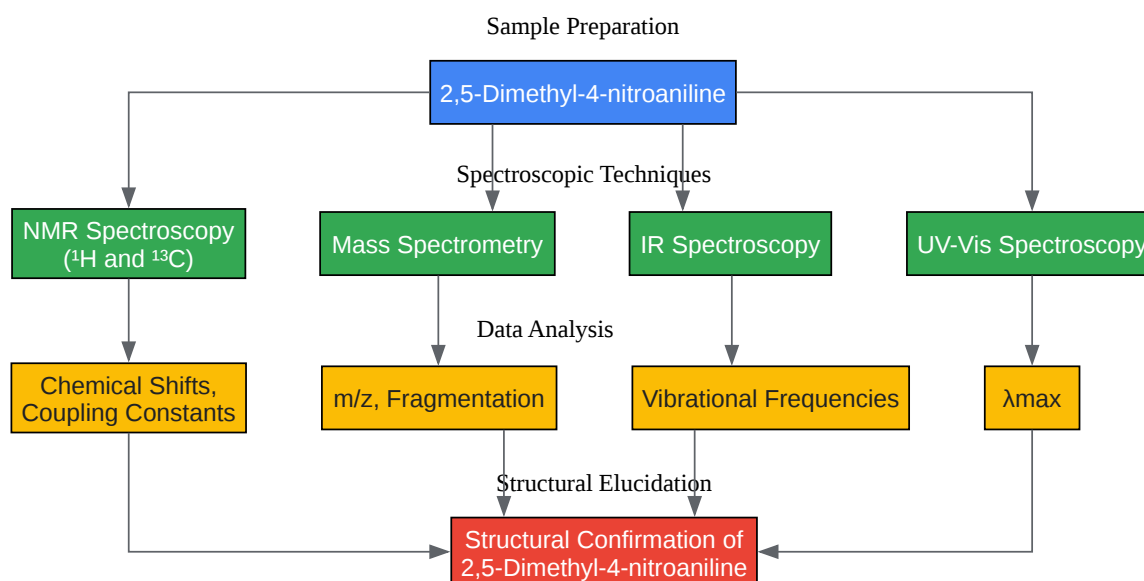 Sample Preparation
2,5-Dimethyl-4-nitroaniline
Spectroscopic Techniques
NMR Spectroscopy
(¹H and ¹³C)
Mass Spectrometry
IR Spectroscopy
UV-Vis Spectroscopy
Data Analysis
Chemical Shifts,
Coupling Constants
m/z, Fragmentation
Vibrational Frequencies
λmax
Structural Elucidation
Structural Confirmation of
2,5-Dimethyl-4-nitroaniline